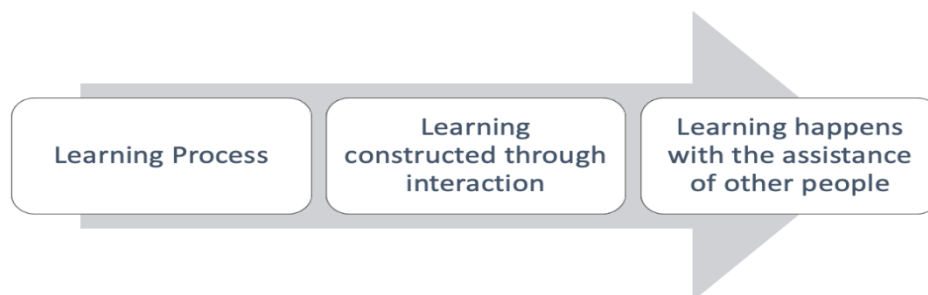 Learning Process
Learning
constructed through
interaction
Learning happens
with the assistance
of other people